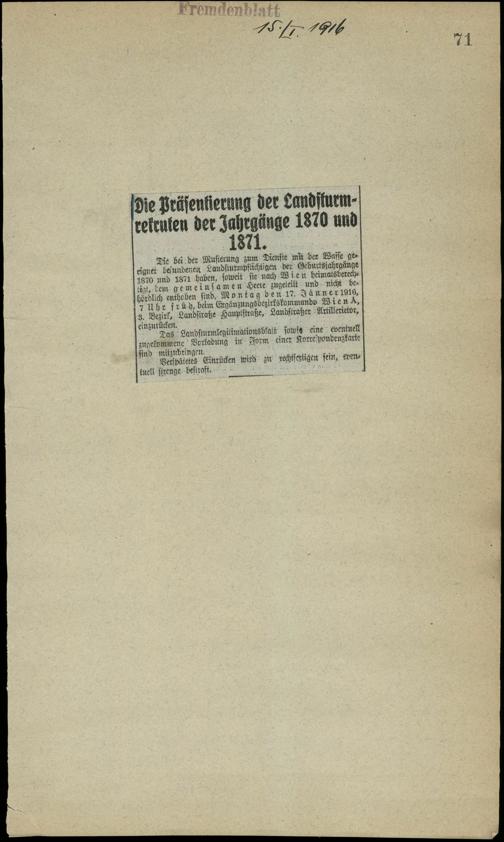 Fremdenblatt
15./I. 1916
71
Die Präsentierung der Landsturm-
rekruten der Jahrgänge 1870 und
1871.
Die bei der Musterung zum Dienste mit der Waffe ge-
eignet befundenen Landsturmpflichtigen der Geburtsjahrgänge
1870 und 1871 haben, soweit sie nach Wien heimatsberech-
tigt, dem gemeinsamen Heere zugeteilt und nicht be-
hördlich enthoben sind, Montag den 17. Jänner 1916,
7 Uhr früh, beim Ergänzungsbezirkskommando Wien A,
3. Bezirk, Landstraße Hauptstraße, Landstraßer Artillerietor,
einzurücken.
Das Landsturmlegitimationsblatt sowie eine eventuell
zugekommene Vorladung in Form einer Korrespondenzkarte
sind mitzubringen.
Verspätetes Einrücken wird zu rechtfertigen sein, even-
tuell strenge bestraft.